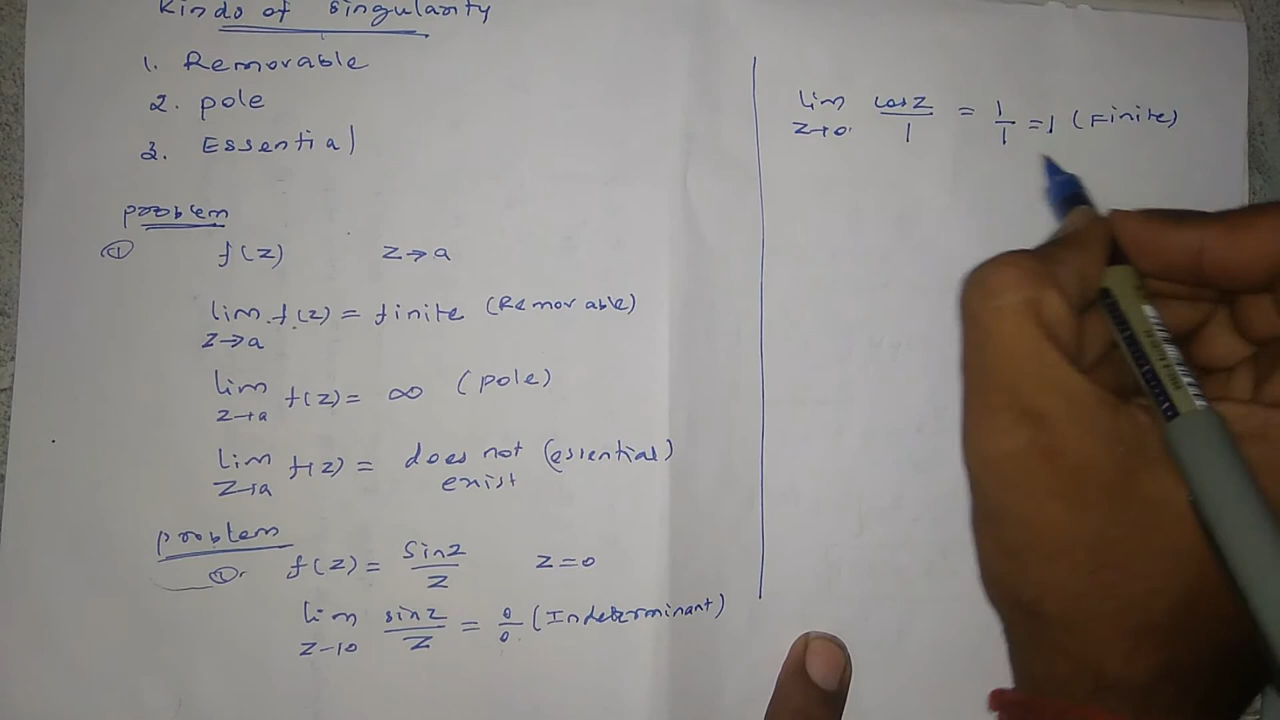 Kinds of singularity
1. Removable
2. pole
3. Essential
problem
① f(z) z→a
lim f(z) = finite (Removable)
z→a
lim f(z) = ∞ (pole)
z→a
lim f(z) = does not (essential)
z→a exist
problem
①. f(z) = Sinz/z z=0
lim sinz/z = 0/0 (Indeterminant)
z→0
lim cosz/1 = 1/1 = 1 (Finite)
z→0